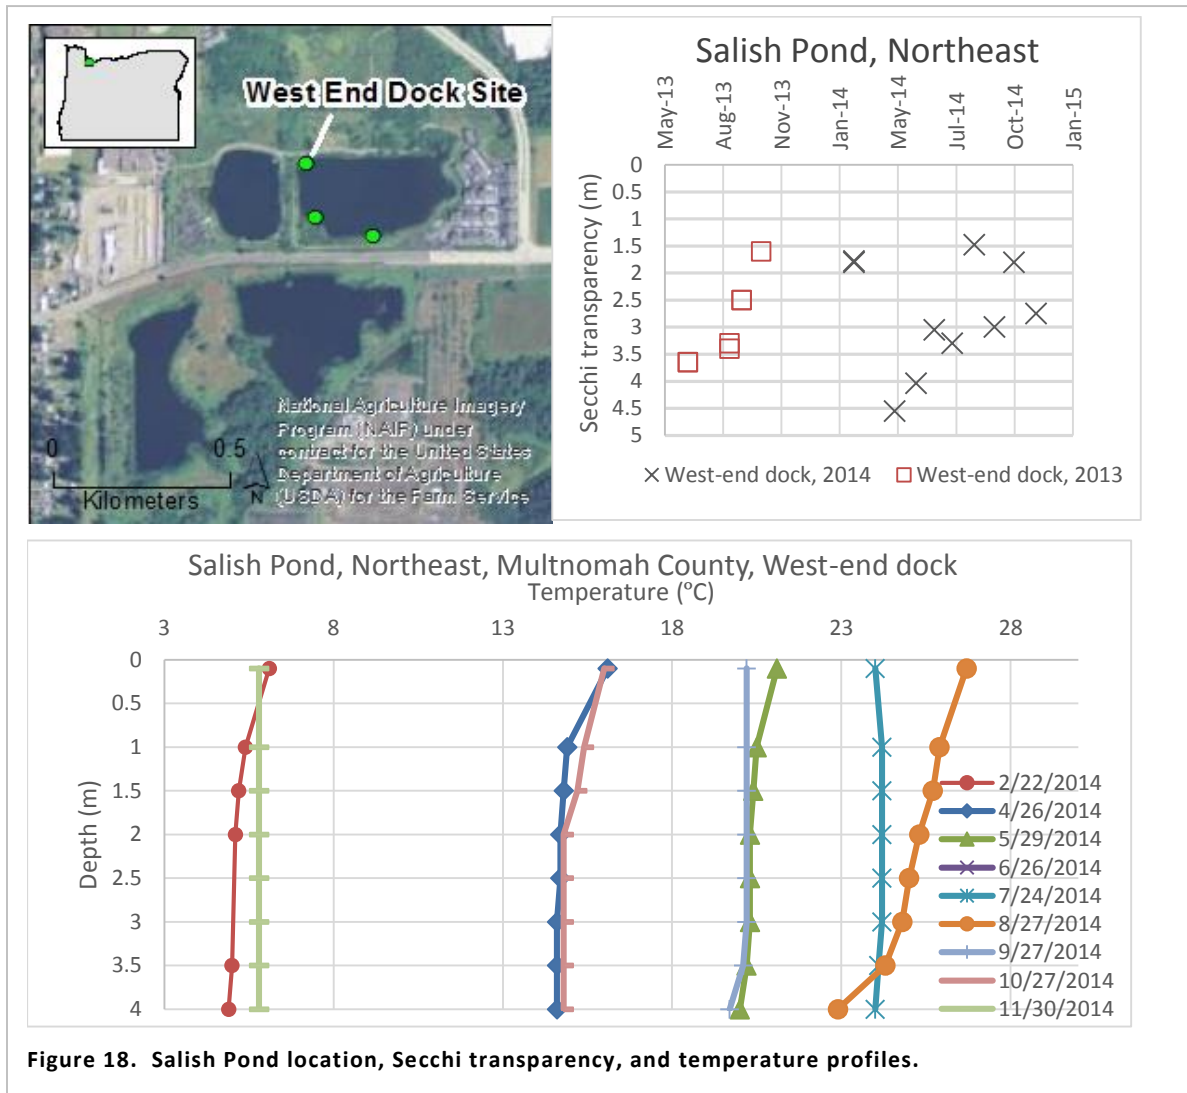 West End Dock Site
National Agriculture Imagery
Program (NAIP) under
contract for the United States
Department of Agriculture
(USDA) for the Farm Service
0 0.5
Kilometers
N
Salish Pond, Northeast
May-13 Aug-13 Nov-13 Jan-14 May-14 Jul-14 Oct-14 Jan-15
Secchi transparency (m)
0
0.5
1
1.5
2
2.5
3
3.5
4
4.5
5
West-end dock, 2014 West-end dock, 2013
Salish Pond, Northeast, Multnomah County, West-end dock
Temperature (°C)
3 8 13 18 23 28
Depth (m)
0
0.5
1
1.5
2
2.5
3
3.5
4
2/22/2014
4/26/2014
5/29/2014
6/26/2014
7/24/2014
8/27/2014
9/27/2014
10/27/2014
11/30/2014
Figure 18. Salish Pond location, Secchi transparency, and temperature profiles.